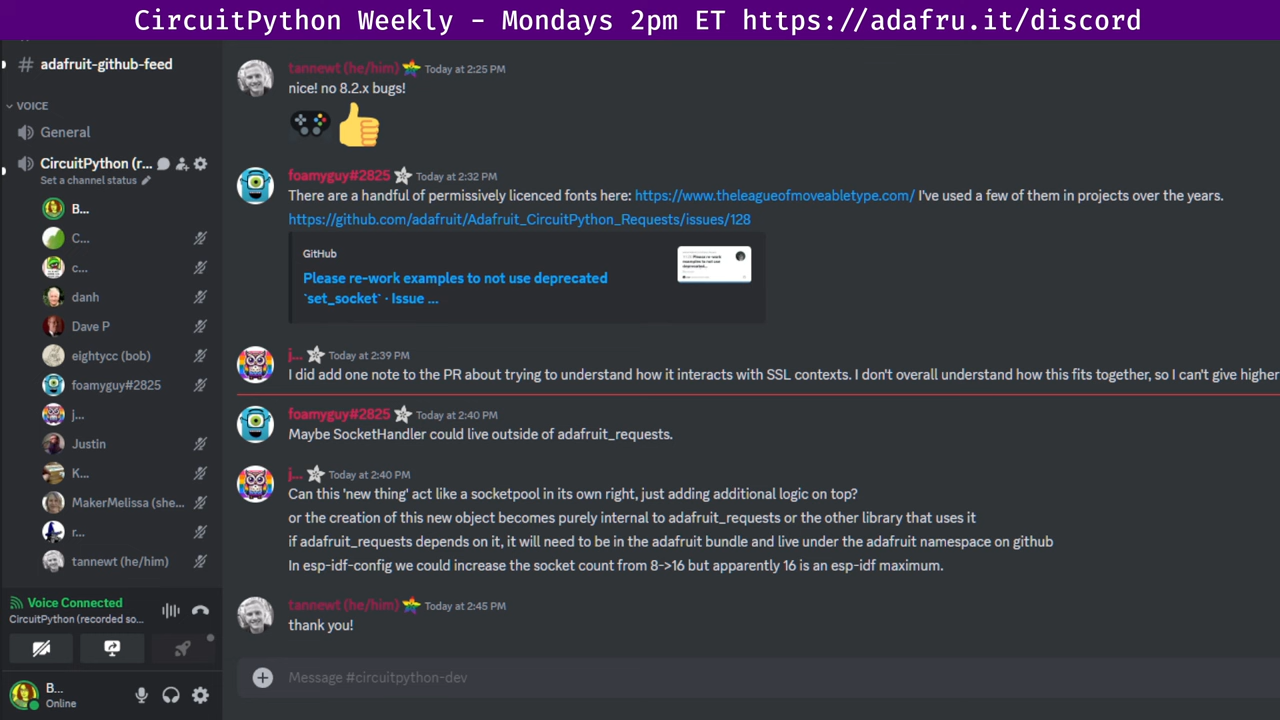 CircuitPython Weekly - Mondays 2pm ET https://adafru.it/discord
# adafruit-github-feed
VOICE
General
CircuitPython (r...
Set a channel status
B...
C...
c...
danh
Dave P
eightycc (bob)
foamyguy#2825
j...
Justin
K...
MakerMelissa (she...
r...
tannewt (he/him)
Voice Connected
CircuitPython (recorded so...
B...
Online
tannewt (he/him) Today at 2:25 PM
nice! no 8.2.x bugs!
foamyguy#2825 Today at 2:32 PM
There are a handful of permissively licenced fonts here: https://www.theleagueofmoveabletype.com/ I've used a few of them in projects over the years.
https://github.com/adafruit/Adafruit_CircuitPython_Requests/issues/128
GitHub
Please re-work examples to not use deprecated
`set_socket` · Issue ...
j... Today at 2:39 PM
I did add one note to the PR about trying to understand how it interacts with SSL contexts. I don't overall understand how this fits together, so I can't give higher
foamyguy#2825 Today at 2:40 PM
Maybe SocketHandler could live outside of adafruit_requests.
j... Today at 2:40 PM
Can this 'new thing' act like a socketpool in its own right, just adding additional logic on top?
or the creation of this new object becomes purely internal to adafruit_requests or the other library that uses it
if adafruit_requests depends on it, it will need to be in the adafruit bundle and live under the adafruit namespace on github
In esp-idf-config we could increase the socket count from 8->16 but apparently 16 is an esp-idf maximum.
tannewt (he/him) Today at 2:45 PM
thank you!
Message #circuitpython-dev